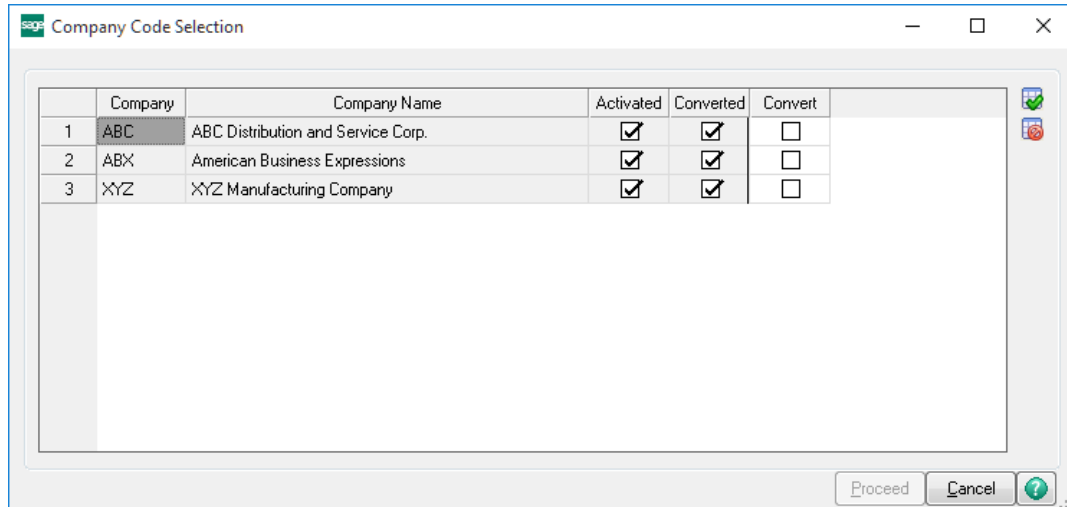 sage Company Code Selection
Company Company Name Activated Converted Convert
1 ABC ABC Distribution and Service Corp.
2 ABX American Business Expressions
3 XYZ XYZ Manufacturing Company
Proceed Cancel ?